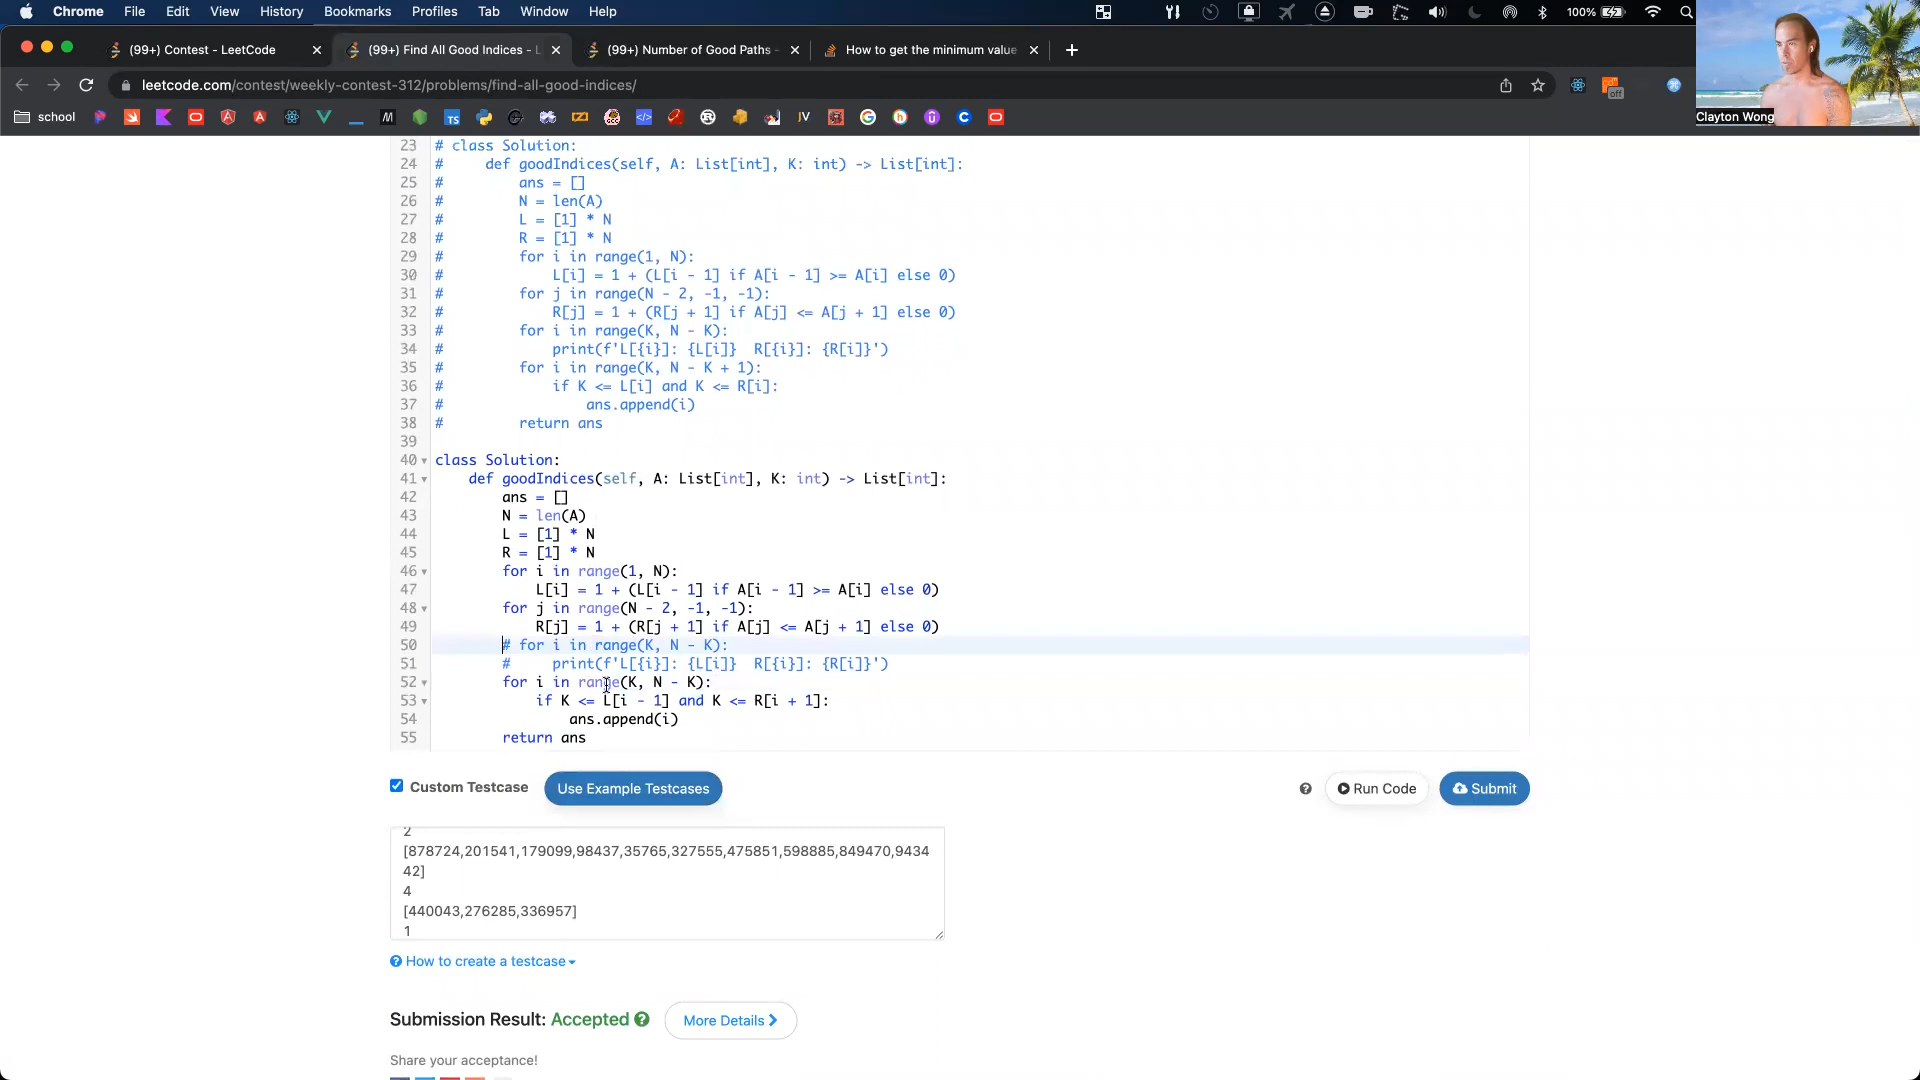 Chrome File Edit View History Bookmarks Profiles Tab Window Help 100%
(99+) Contest - LeetCode
(99+) Find All Good Indices - L
(99+) Number of Good Paths -
How to get the minimum value
leetcode.com/contest/weekly-contest-312/problems/find-all-good-indices/
off
Clayton Wong
school
TS
M
</>
JV
G
h
C
23 # class Solution:
24 #     def goodIndices(self, A: List[int], K: int) -> List[int]:
25 #         ans = []
26 #         N = len(A)
27 #         L = [1] * N
28 #         R = [1] * N
29 #         for i in range(1, N):
30 #             L[i] = 1 + (L[i - 1] if A[i - 1] >= A[i] else 0)
31 #         for j in range(N - 2, -1, -1):
32 #             R[j] = 1 + (R[j + 1] if A[j] <= A[j + 1] else 0)
33 #         for i in range(K, N - K):
34 #             print(f'L[{i}]: {L[i]}  R[{i}]: {R[i]}')
35 #         for i in range(K, N - K + 1):
36 #             if K <= L[i] and K <= R[i]:
37 #                 ans.append(i)
38 #         return ans
39
40 class Solution:
41     def goodIndices(self, A: List[int], K: int) -> List[int]:
42         ans = []
43         N = len(A)
44         L = [1] * N
45         R = [1] * N
46         for i in range(1, N):
47             L[i] = 1 + (L[i - 1] if A[i - 1] >= A[i] else 0)
48         for j in range(N - 2, -1, -1):
49             R[j] = 1 + (R[j + 1] if A[j] <= A[j + 1] else 0)
50         # for i in range(K, N - K):
51         #     print(f'L[{i}]: {L[i]}  R[{i}]: {R[i]}')
52         for i in range(K, N - K):
53             if K <= L[i - 1] and K <= R[i + 1]:
54                 ans.append(i)
55         return ans
Custom Testcase Use Example Testcases Run Code Submit
2
[878724,201541,179099,98437,35765,327555,475851,598885,849470,9434
42]
4
[440043,276285,336957]
1
How to create a testcase
Submission Result: Accepted More Details
Share your acceptance!